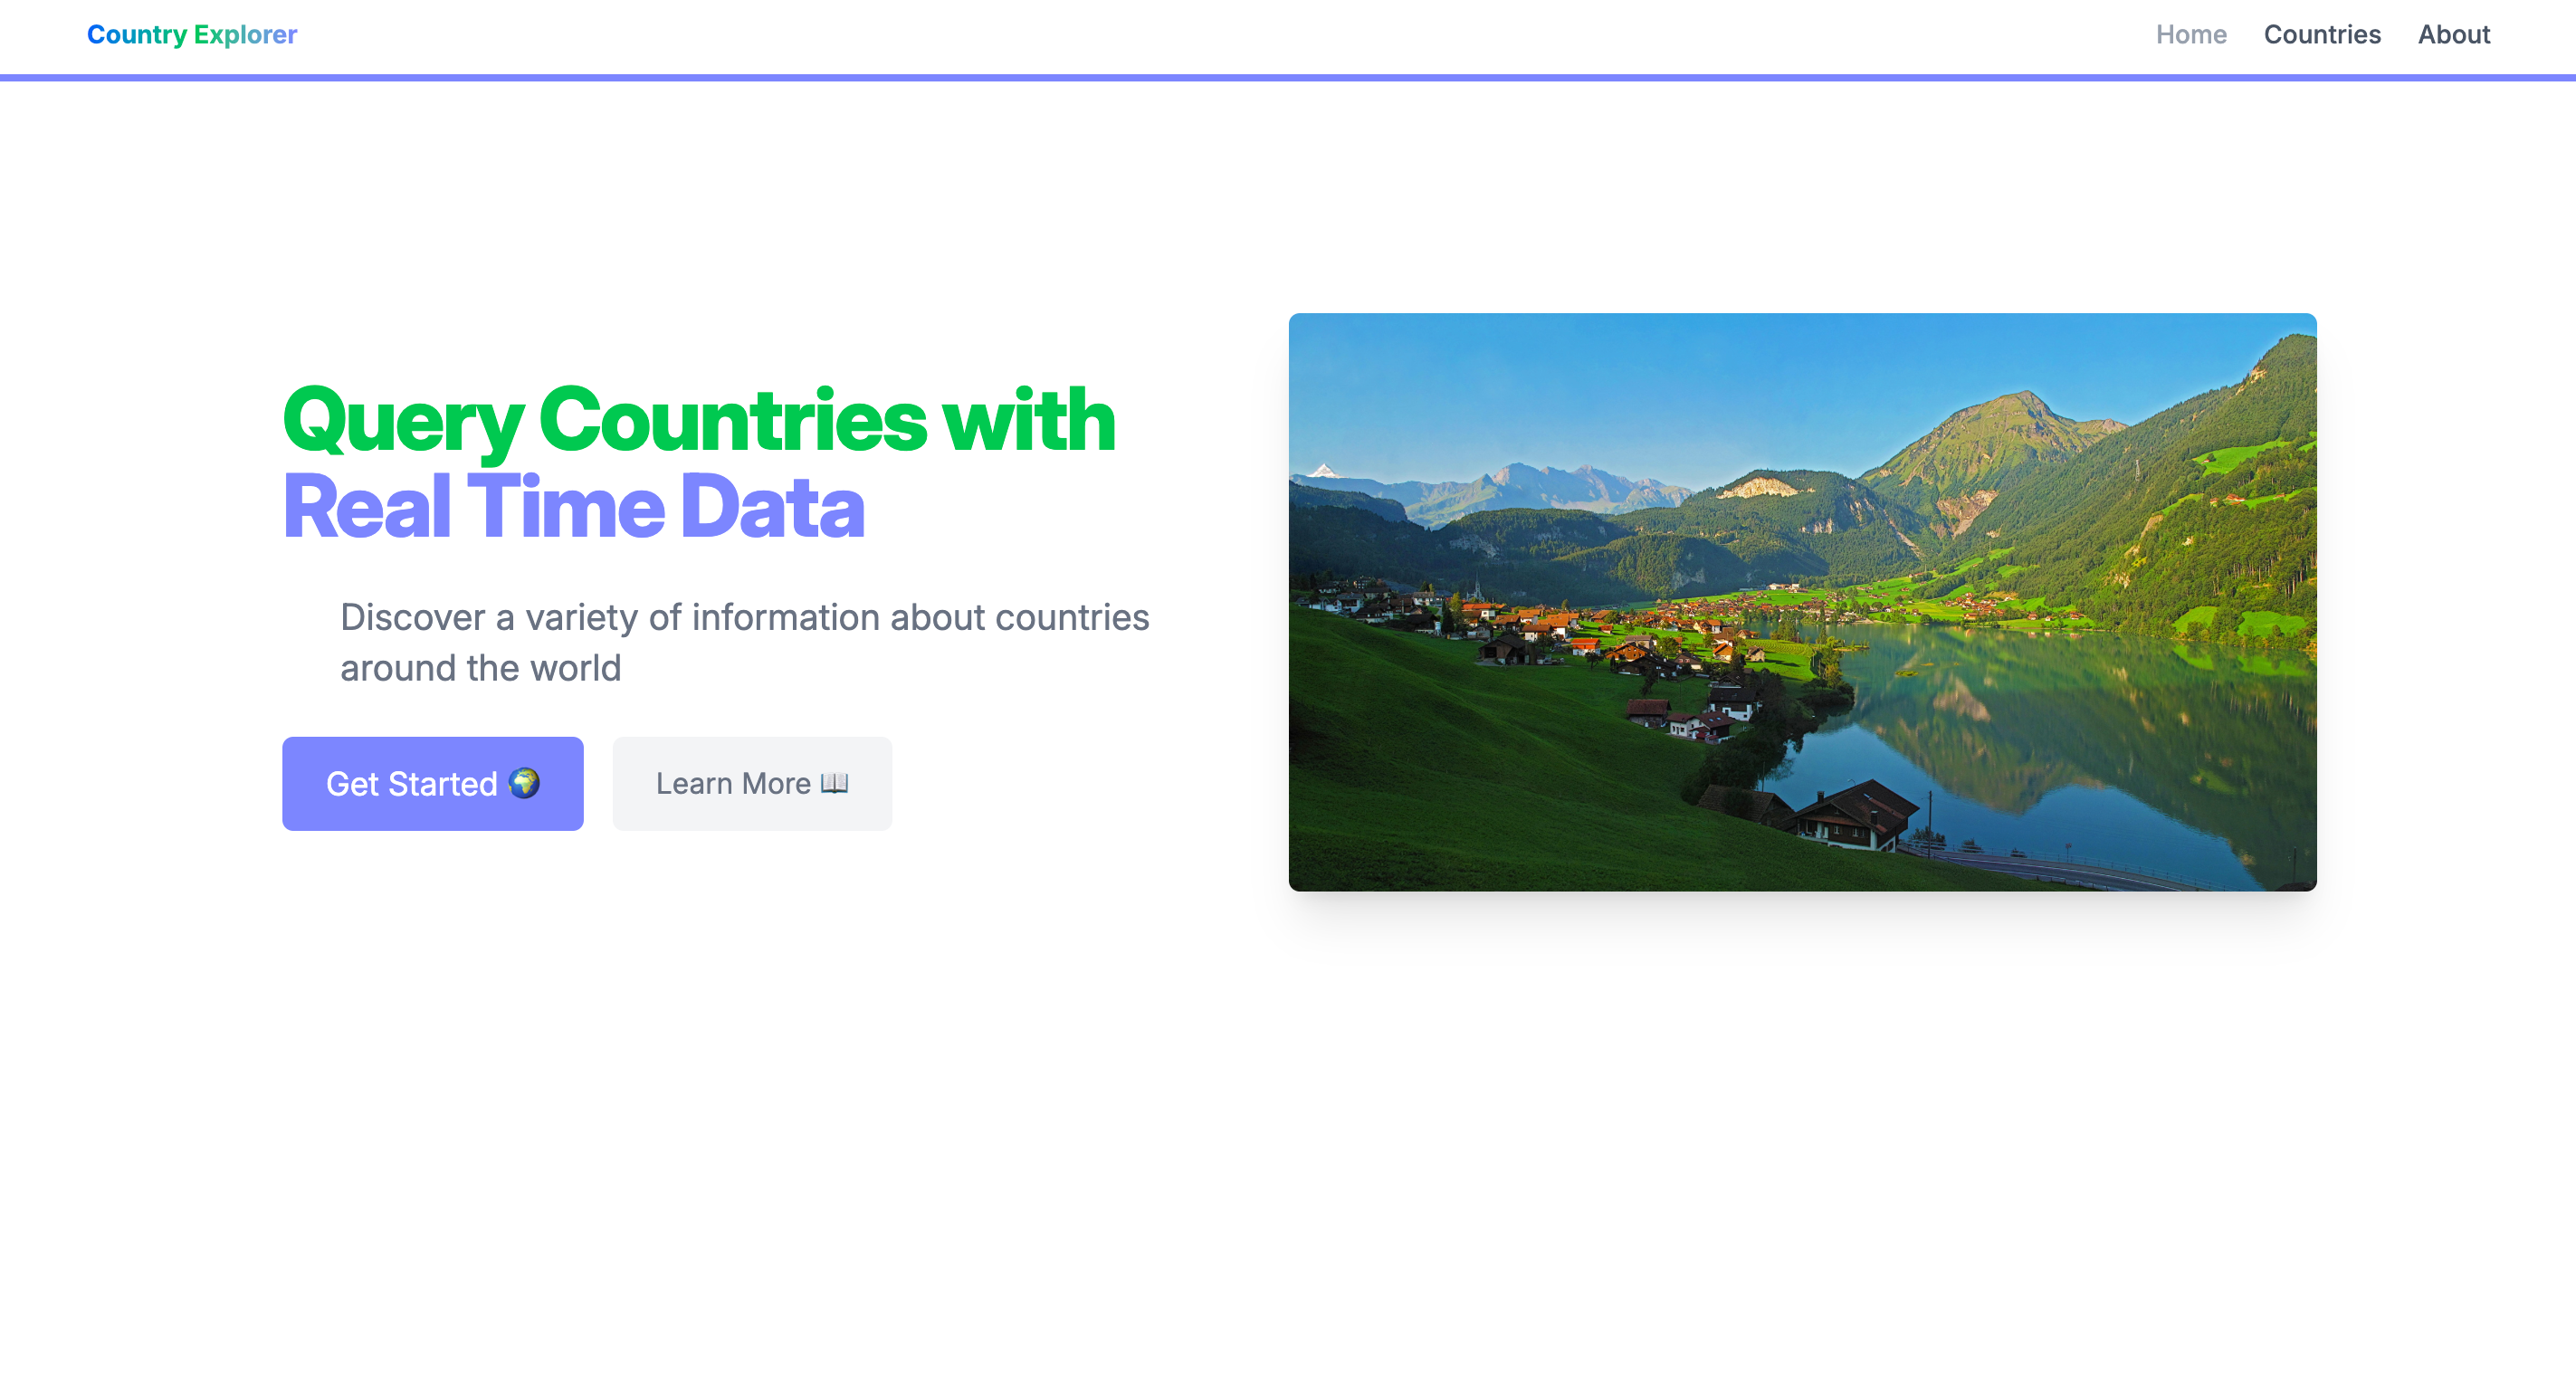 Country Explorer
Home Countries About
Query Countries with
Real Time Data
Discover a variety of information about countries
around the world
Get Started 🌍
Learn More 📖